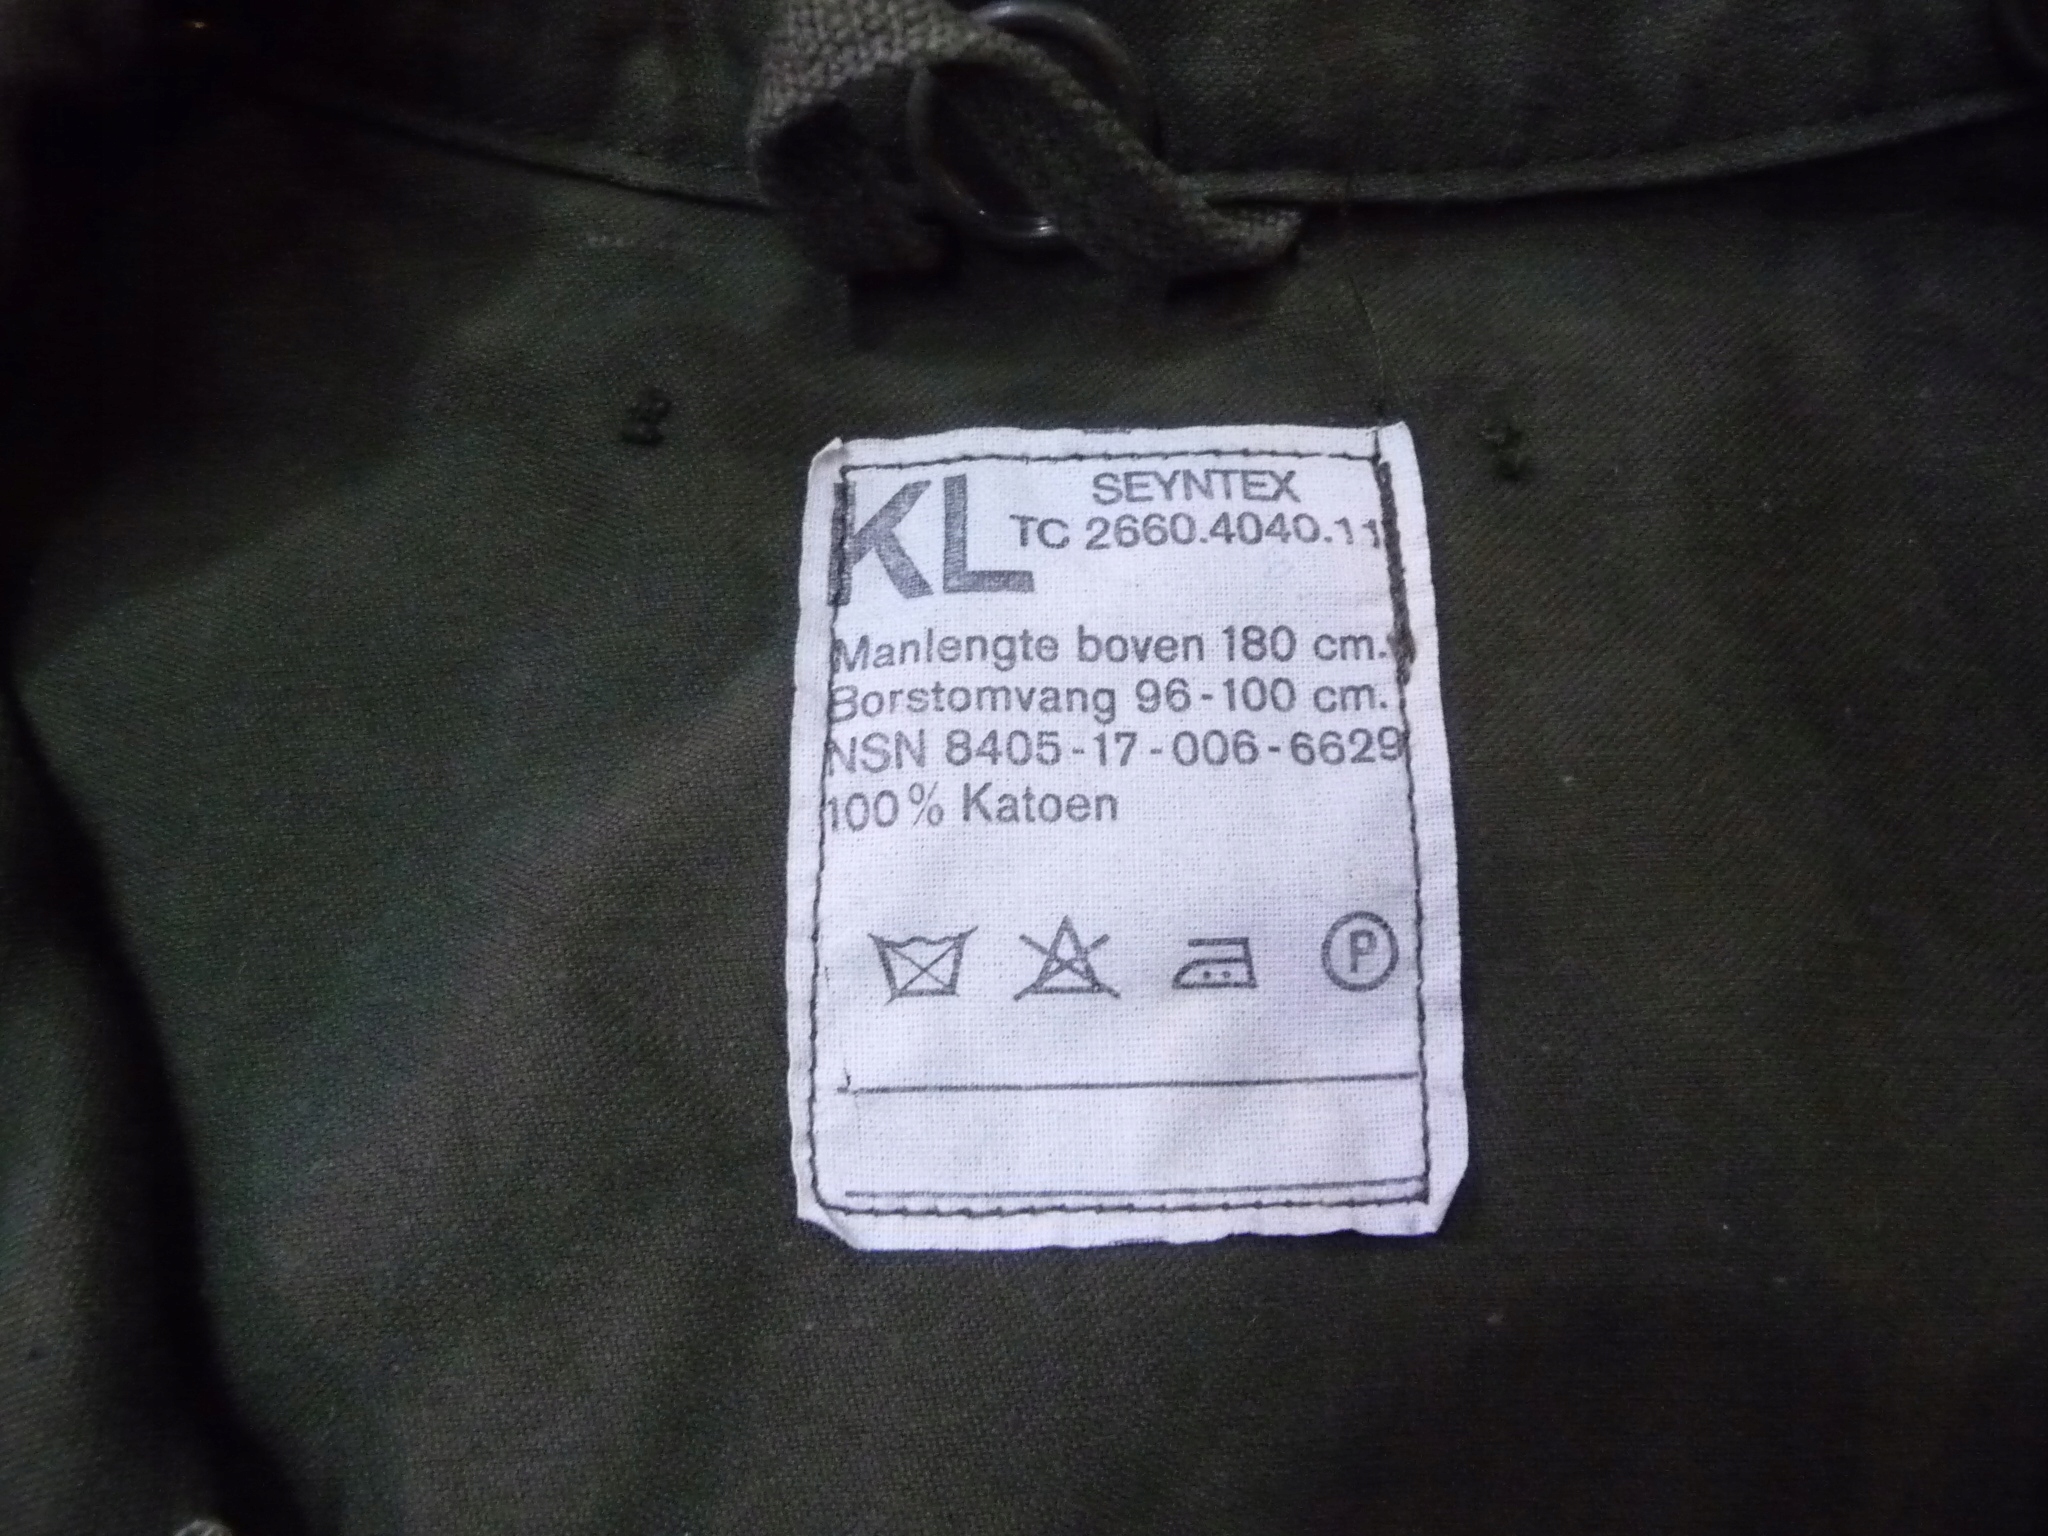 KL SEYNTEX
TC 2660.4040.11
Manlengte boven 180 cm.
Borstomvang 96-100 cm.
NSN 8405-17-006-6629
100% Katoen
P